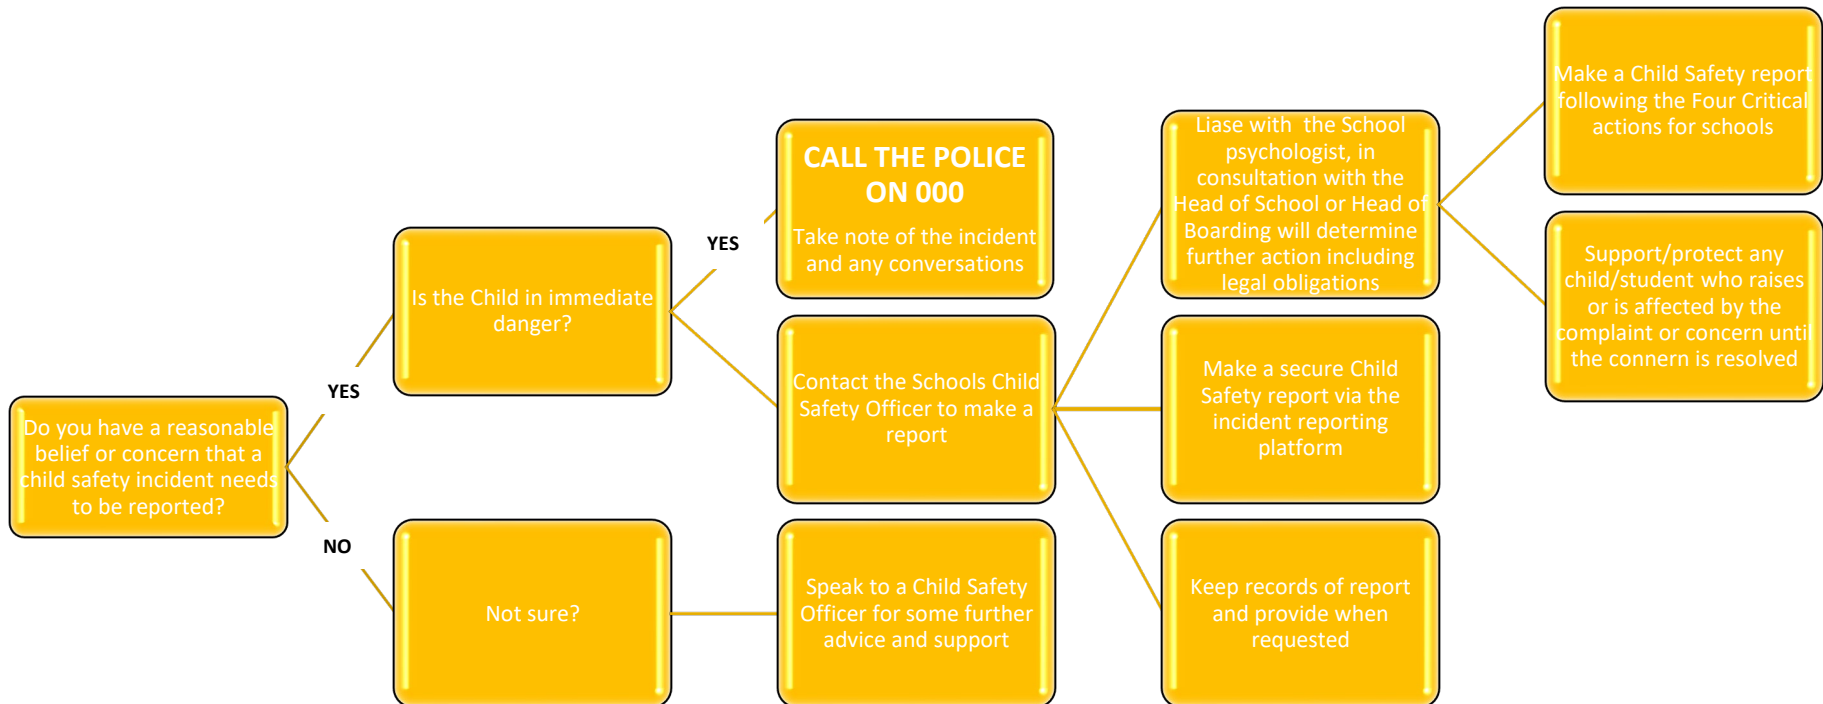 Do you have a reasonable
belief or concern that a
child safety incident needs
to be reported?
YES
NO
Is the Child in immediate
danger?
Not sure?
YES
CALL THE POLICE
ON 000
Take note of the incident
and any conversations
Contact the Schools Child
Safety Officer to make a
report
Speak to a Child Safety
Officer for some further
advice and support
Liase with the School
psychologist, in
consultation with the
Head of School or Head of
Boarding will determine
further action including
legal obligations
Make a secure Child
Safety report via the
incident reporting
platform
Keep records of report
and provide when
requested
Make a Child Safety report
following the Four Critical
actions for schools
Support/protect any
child/student who raises
or is affected by the
complaint or concern until
the connern is resolved